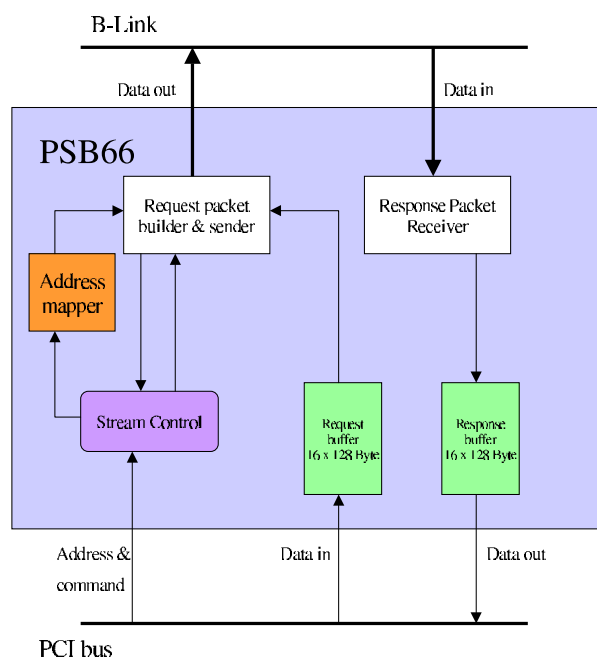 B-Link
Data out
Data in
PSB66
Request packet
builder & sender
Response Packet
Receiver
Address
mapper
Stream Control
Request
buffer
16 x 128 Byte
Response
buffer
16 x 128 Byte
Address &
command
Data in
Data out
PCI bus